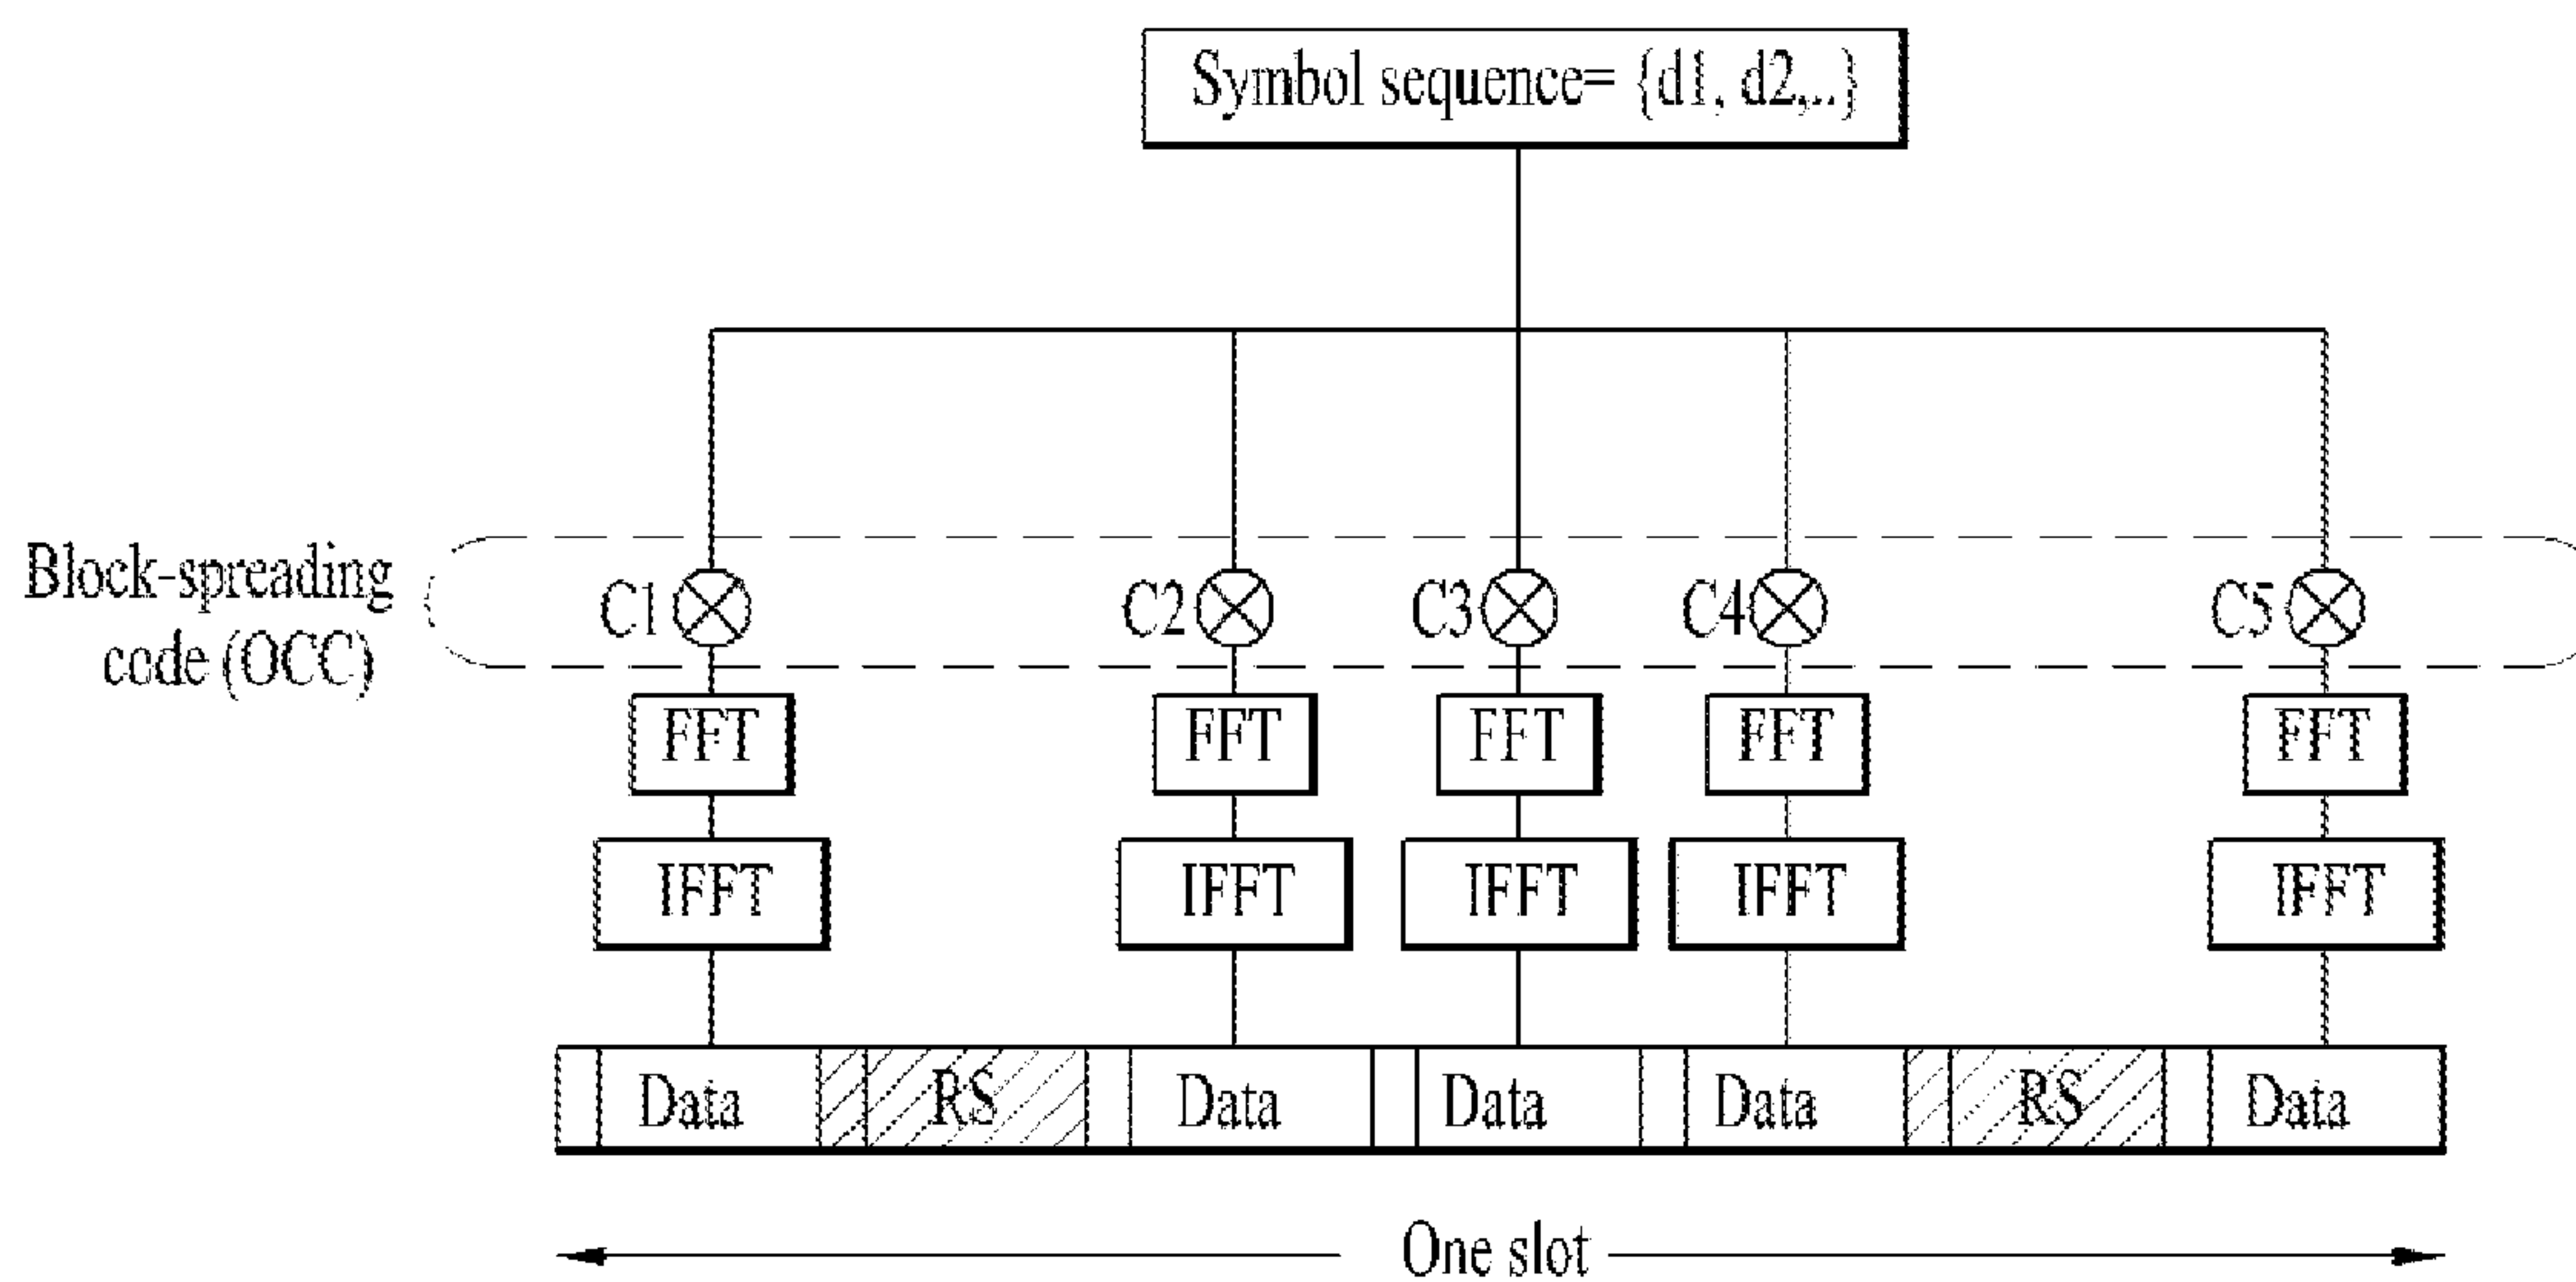 Symbol sequence= {d1, d2,..}
Block-spreading
code (OCC)
C1 C2 C3 C4 C5
FFT FFT FFT FFT FFT
IFFT IFFT IFFT IFFT IFFT
Data RS Data Data Data RS Data
One slot